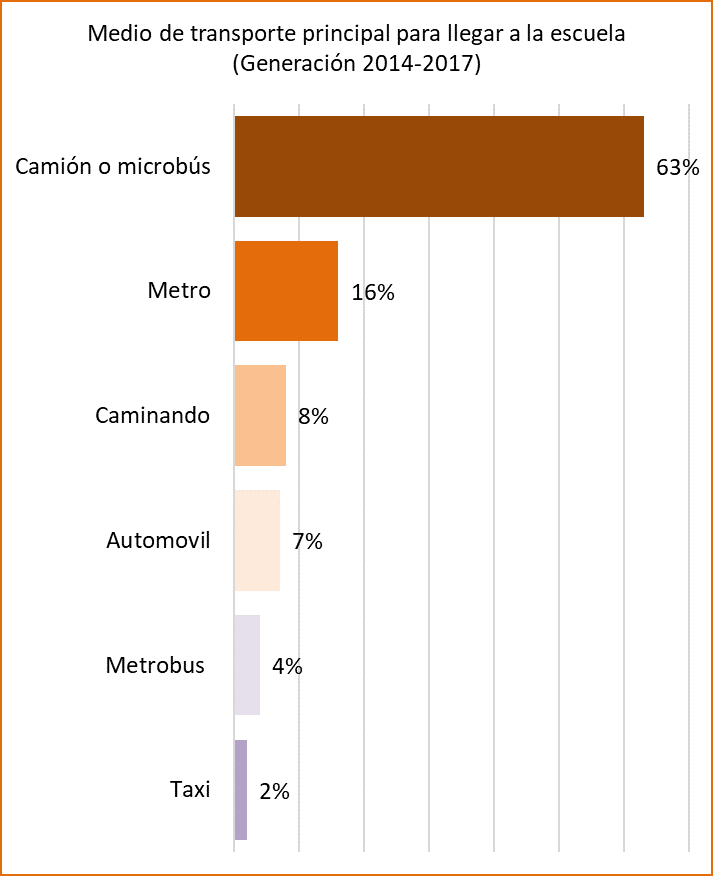 Medio de transporte principal para llegar a la escuela
(Generación 2014-2017)
Camión o microbús
63%
Metro
16%
Caminando
8%
Automovil
7%
Metrobus
4%
Taxi
2%